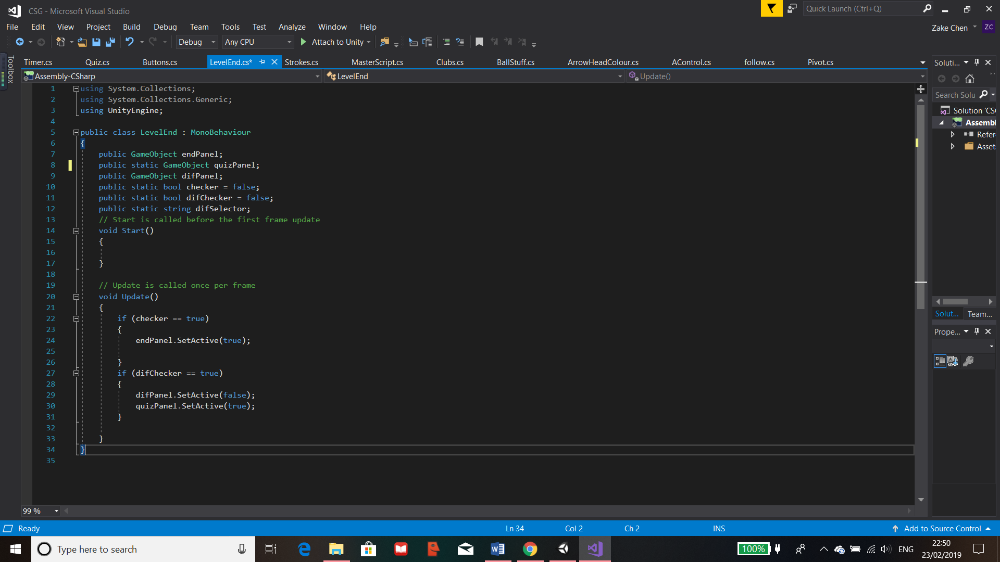 CSG - Microsoft Visual Studio
Quick Launch (Ctrl+Q)
File Edit View Project Build Debug Team Tools Test Analyze Window Help
Zake Chen ZC
Debug Any CPU Attach to Unity
Toolbox
Timer.cs Quiz.cs Buttons.cs LevelEnd.cs* Strokes.cs MasterScript.cs Clubs.cs BallStuff.cs ArrowHeadColour.cs AControl.cs follow.cs Pivot.cs
Assembly-CSharp LevelEnd Update()
1 using System.Collections;
2 using System.Collections.Generic;
3 using UnityEngine;
4
5 public class LevelEnd : MonoBehaviour
6 {
7 public GameObject endPanel;
8 public static GameObject quizPanel;
9 public GameObject difPanel;
10 public static bool checker = false;
11 public static bool difChecker = false;
12 public static string difSelector;
13 // Start is called before the first frame update
14 void Start()
15 {
16
17 }
18
19 // Update is called once per frame
20 void Update()
21 {
22 if (checker == true)
23 {
24 endPanel.SetActive(true);
25
26 }
27 if (difChecker == true)
28 {
29 difPanel.SetActive(false);
30 quizPanel.SetActive(true);
31 }
32
33 }
34 }
35
99 %
Soluti...
Search Solu
Solution 'CS
Assembl
Refer
Asset
Solut... Team...
Prope...
Ready Ln 34 Col 2 Ch 2 INS Add to Source Control
Type here to search
100% ENG
22:50
23/02/2019